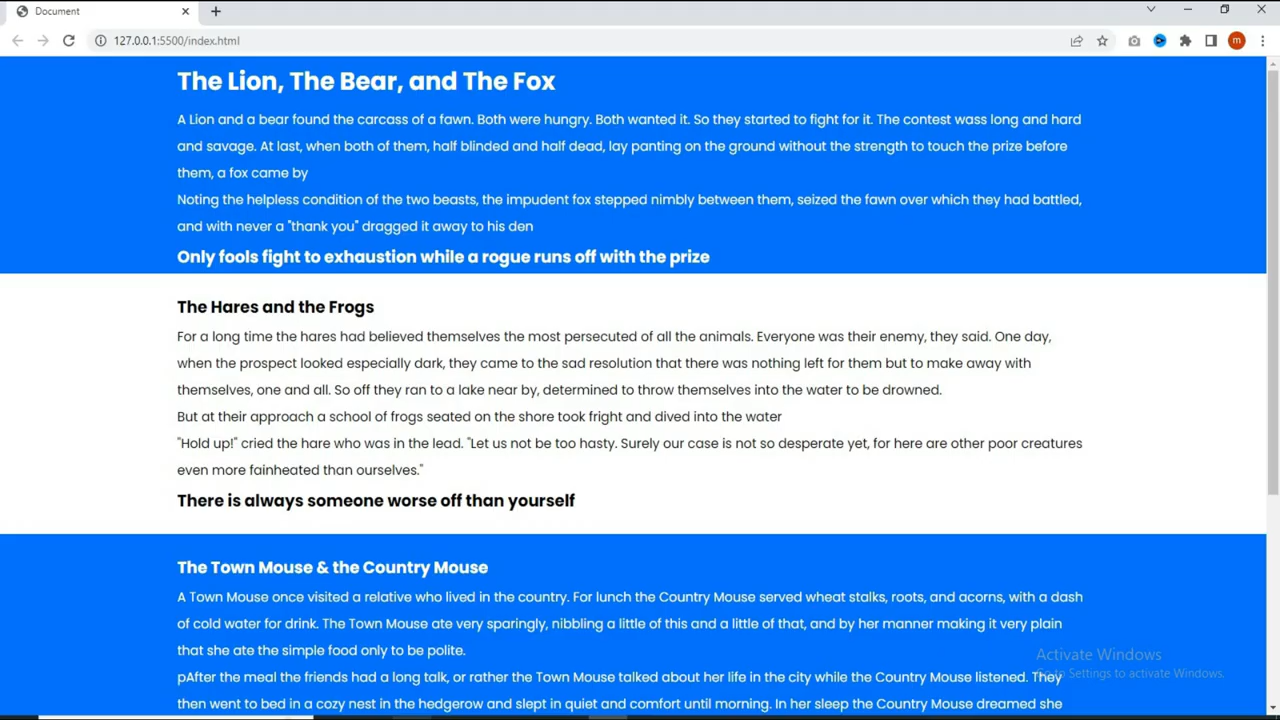 Document
127.0.0.1:5500/index.html
m
The Lion, The Bear, and The Fox
A Lion and a bear found the carcass of a fawn. Both were hungry. Both wanted it. So they started to fight for it. The contest wass long and hard
and savage. At last, when both of them, half blinded and half dead, lay panting on the ground without the strength to touch the prize before
them, a fox came by
Noting the helpless condition of the two beasts, the impudent fox stepped nimbly between them, seized the fawn over which they had battled,
and with never a "thank you" dragged it away to his den
Only fools fight to exhaustion while a rogue runs off with the prize
The Hares and the Frogs
For a long time the hares had believed themselves the most persecuted of all the animals. Everyone was their enemy, they said. One day,
when the prospect looked especially dark, they came to the sad resolution that there was nothing left for them but to make away with
themselves, one and all. So off they ran to a lake near by, determined to throw themselves into the water to be drowned.
But at their approach a school of frogs seated on the shore took fright and dived into the water
"Hold up!" cried the hare who was in the lead. "Let us not be too hasty. Surely our case is not so desperate yet, for here are other poor creatures
even more fainheated than ourselves."
There is always someone worse off than yourself
The Town Mouse & the Country Mouse
A Town Mouse once visited a relative who lived in the country. For lunch the Country Mouse served wheat stalks, roots, and acorns, with a dash
of cold water for drink. The Town Mouse ate very sparingly, nibbling a little of this and a little of that, and by her manner making it very plain
that she ate the simple food only to be polite.
pAfter the meal the friends had a long talk, or rather the Town Mouse talked about her life in the city while the Country Mouse listened. They
then went to bed in a cozy nest in the hedgerow and slept in quiet and comfort until morning. In her sleep the Country Mouse dreamed she
Activate Windows
Go to Settings to activate Windows.